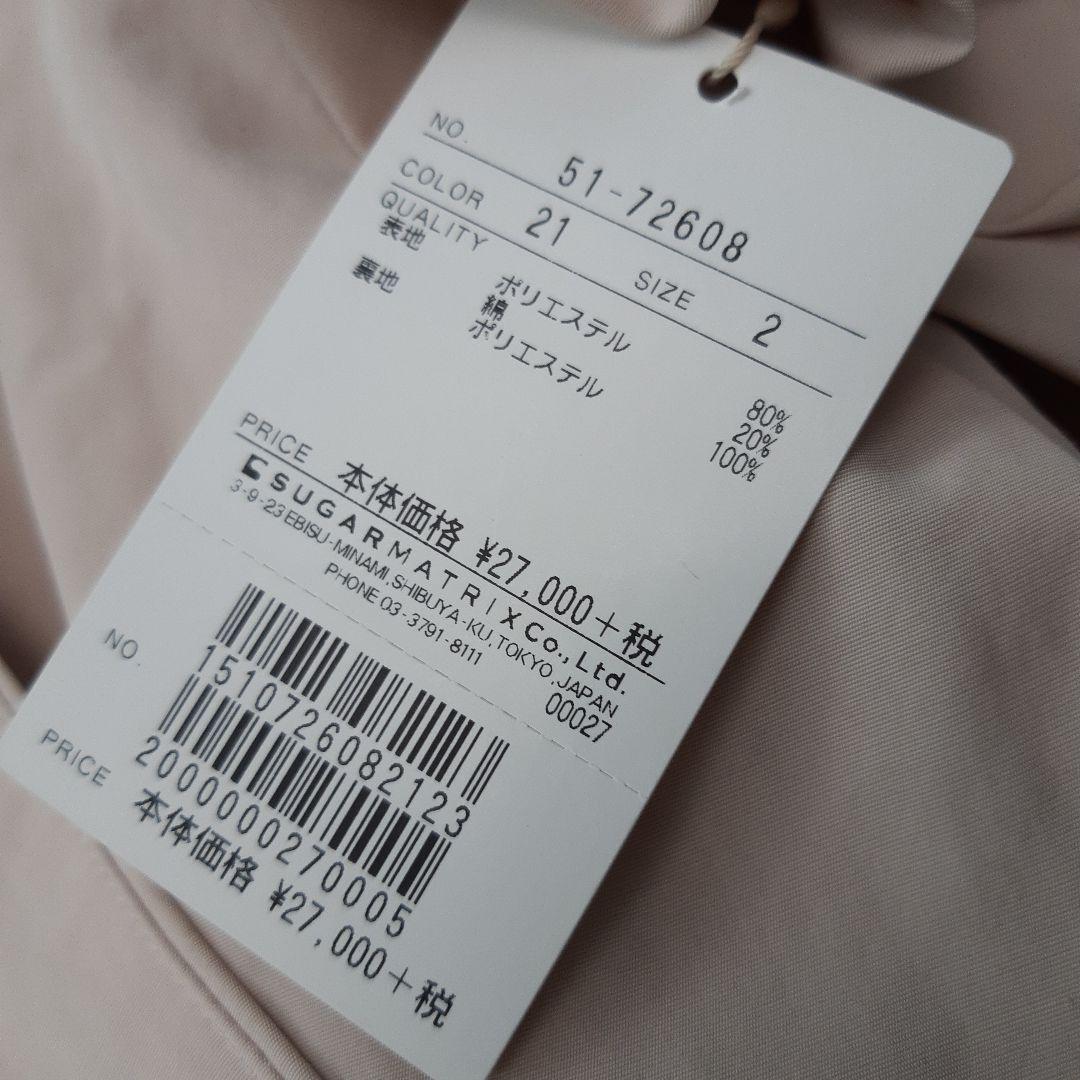 NO. 51-72608
COLOR 21 SIZE 2
QUALITY
表地 ポリエステル 80%
綿 20%
裏地 ポリエステル 100%
PRICE 本体価格 ¥27,000+税
SUGARMATRIX Co., Ltd.
3-9-23 EBISU-MINAMI, SHIBUYA-KU, TOKYO, JAPAN
PHONE 03-3791-8111 00027
NO.
1510726082123
2000000270005
PRICE 本体価格 ¥27,000+税